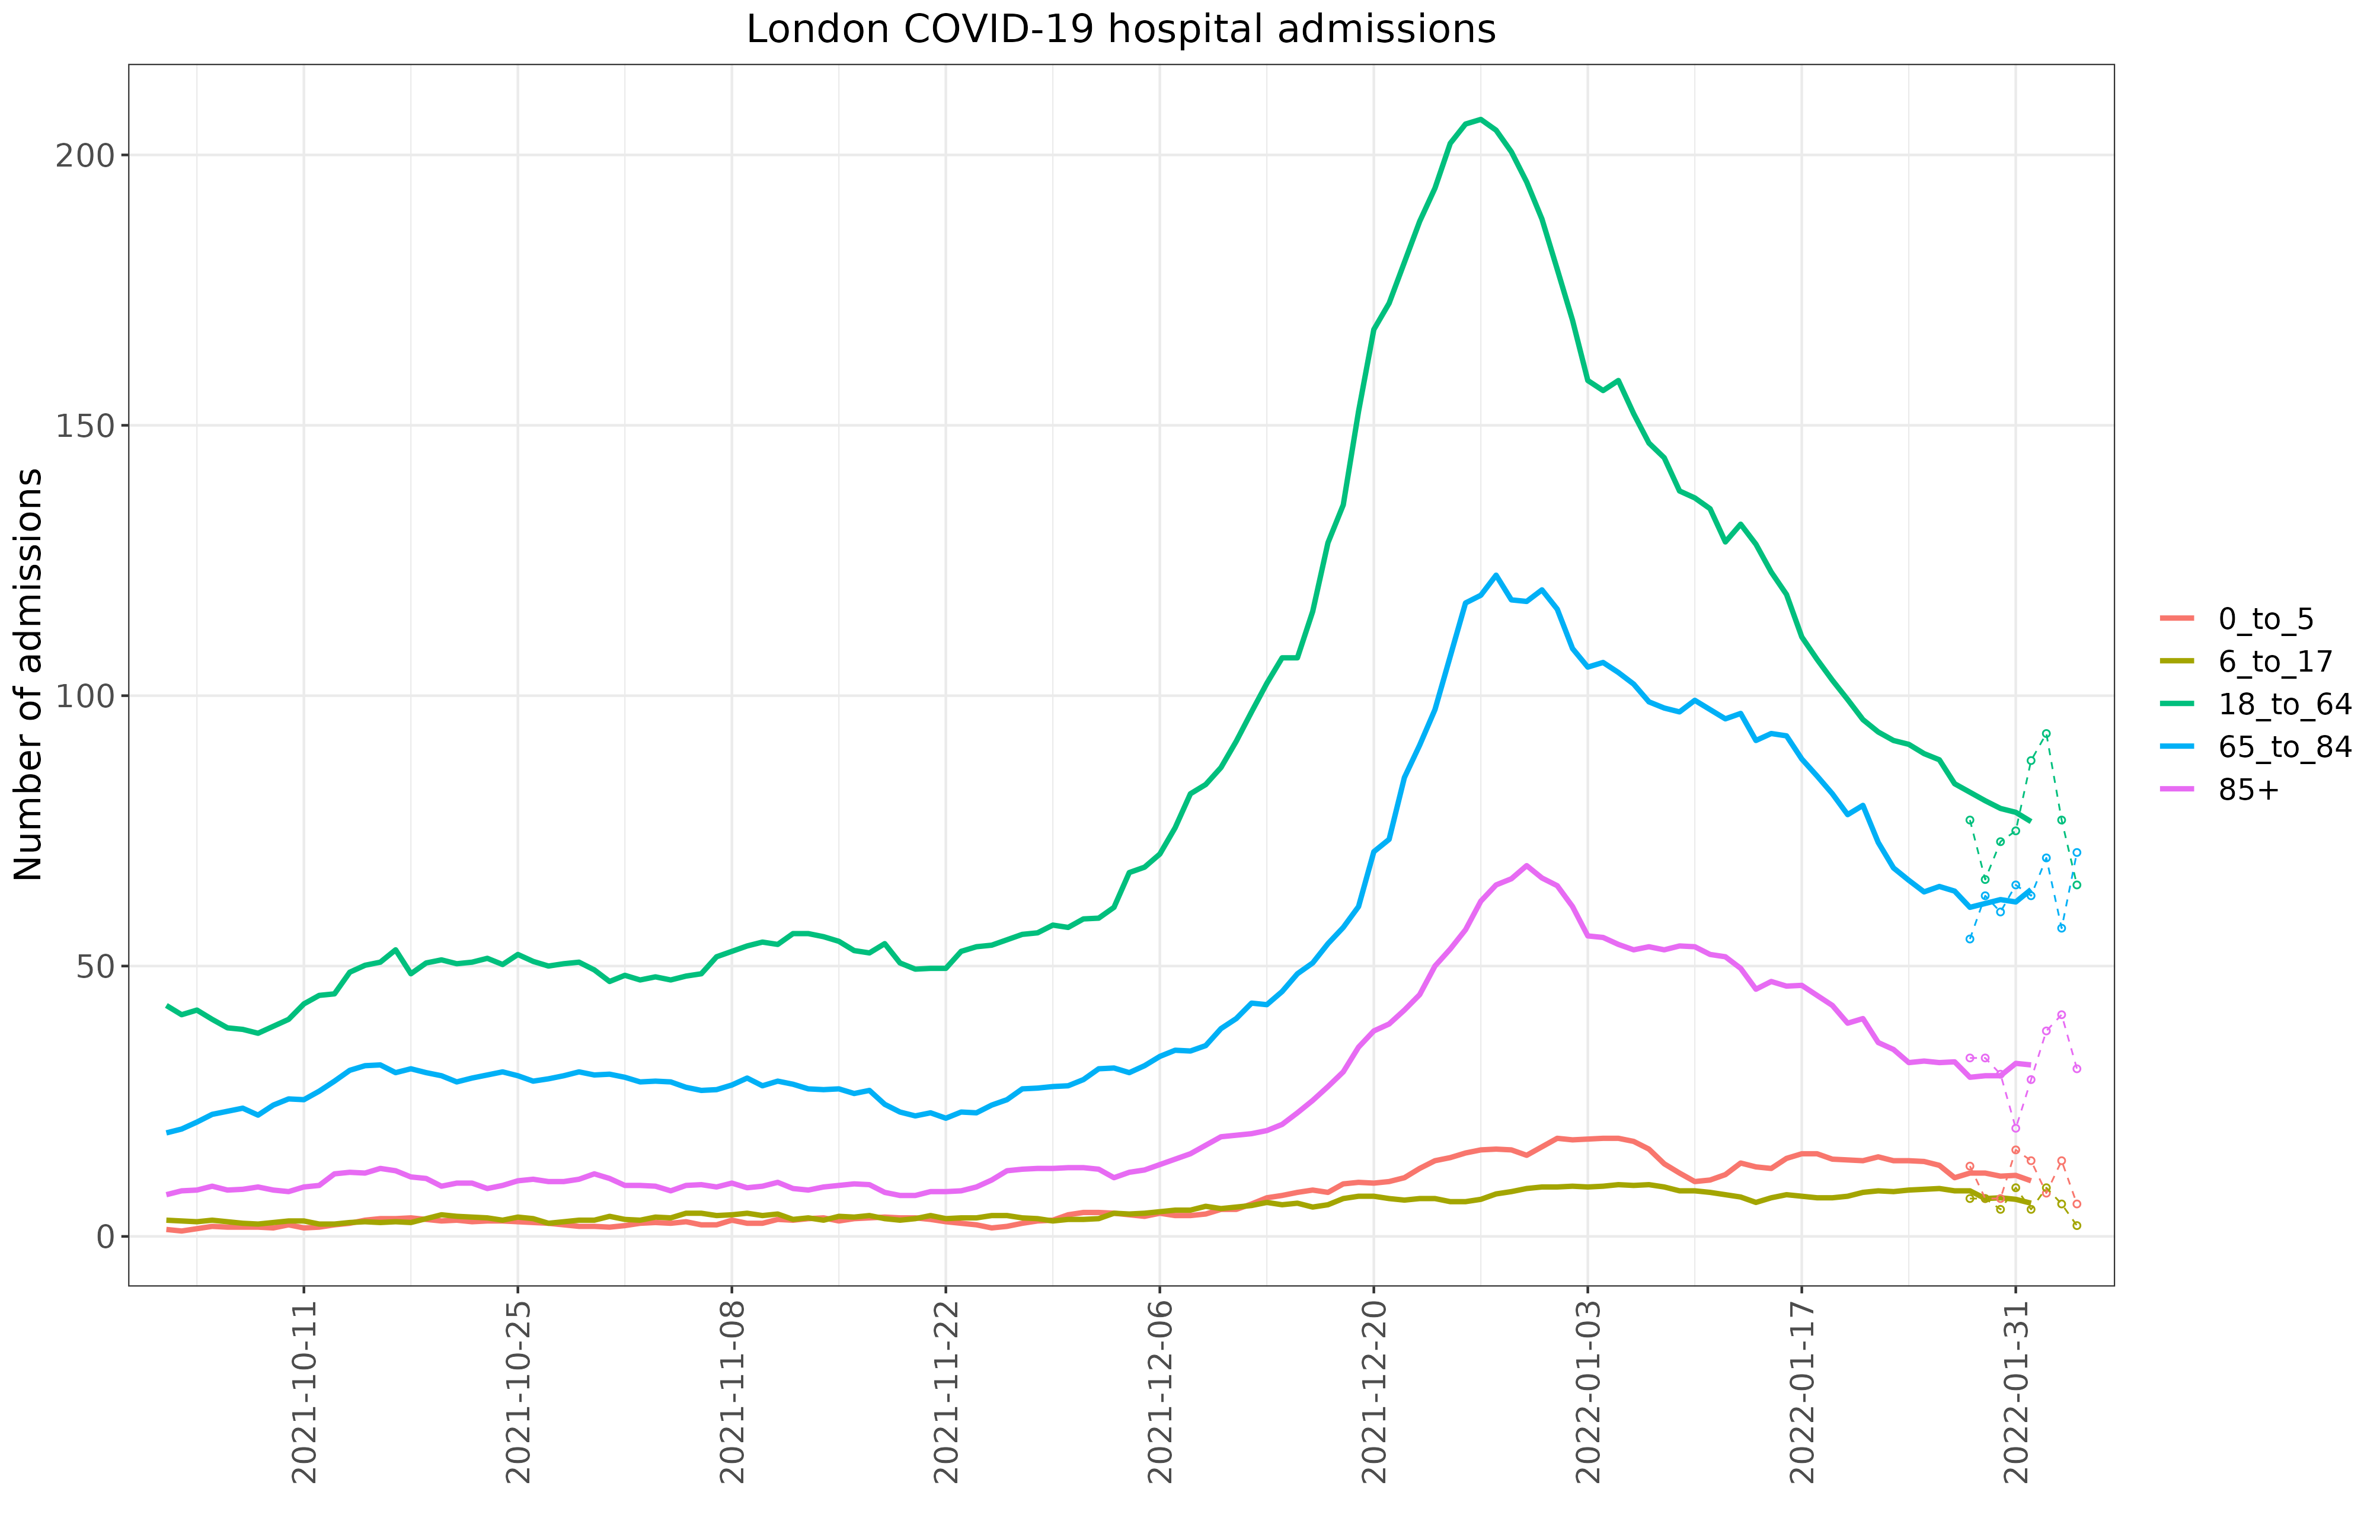 London COVID-19 hospital admissions
Number of admissions
200
150
100
50
0
2021-10-11
2021-10-25
2021-11-08
2021-11-22
2021-12-06
2021-12-20
2022-01-03
2022-01-17
2022-01-31
0_to_5
6_to_17
18_to_64
65_to_84
85+